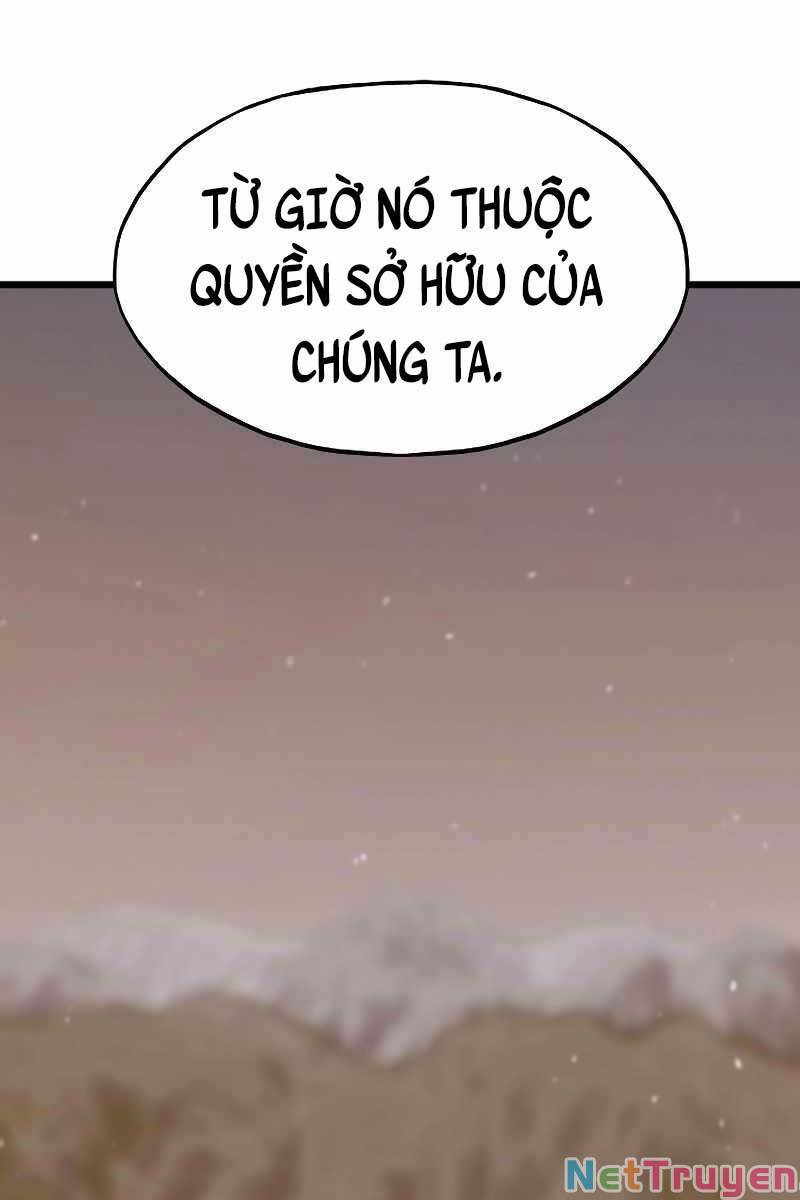 TỪ GIỜ NÓ THUỘC
QUYỀN SỞ HỮU CỦA
CHÚNG TA.
NetTruyen